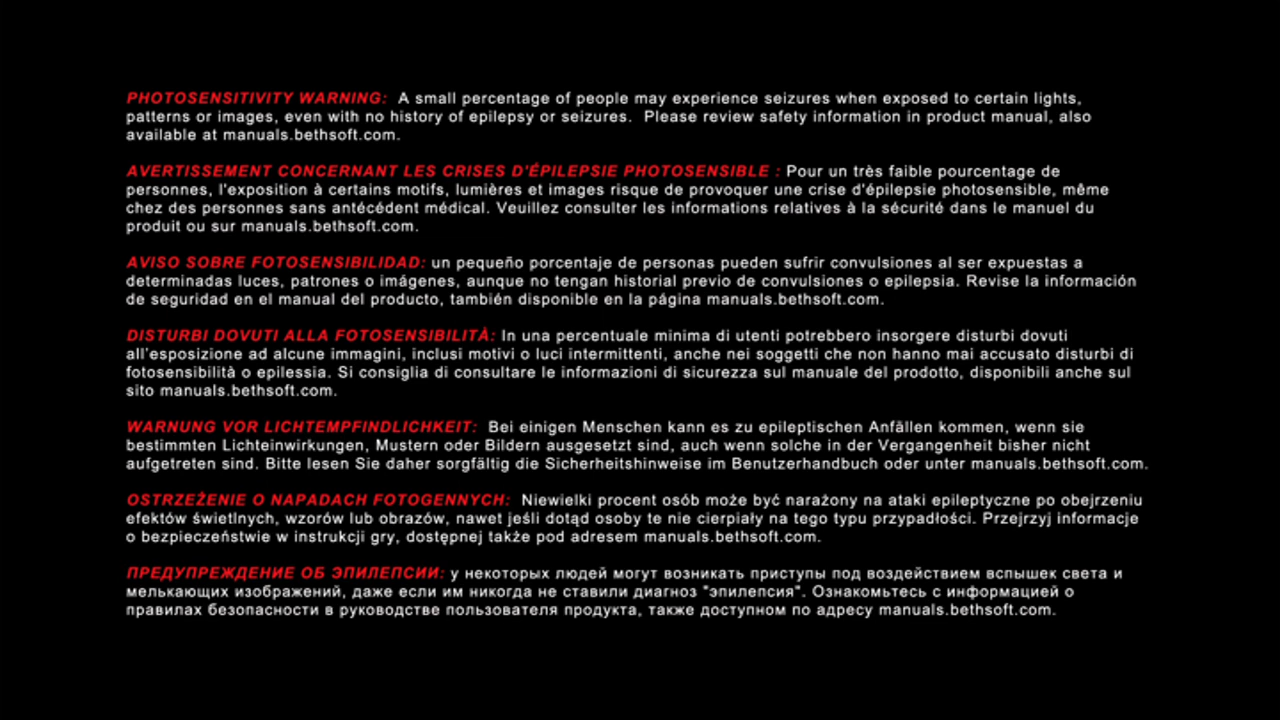 PHOTOSENSITIVITY WARNING: A small percentage of people may experience seizures when exposed to certain lights,
patterns or images, even with no history of epilepsy or seizures. Please review safety information in product manual, also
available at manuals.bethsoft.com.
AVERTISSEMENT CONCERNANT LES CRISES D'ÉPILEPSIE PHOTOSENSIBLE : Pour un très faible pourcentage de
personnes, l'exposition à certains motifs, lumières et images risque de provoquer une crise d'épilepsie photosensible, même
chez des personnes sans antécédent médical. Veuillez consulter les informations relatives à la sécurité dans le manuel du
produit ou sur manuals.bethsoft.com.
AVISO SOBRE FOTOSENSIBILIDAD: un pequeño porcentaje de personas pueden sufrir convulsiones al ser expuestas a
determinadas luces, patrones o imágenes, aunque no tengan historial previo de convulsiones o epilepsia. Revise la información
de seguridad en el manual del producto, también disponible en la página manuals.bethsoft.com.
DISTURBI DOVUTI ALLA FOTOSENSIBILITÀ: In una percentuale minima di utenti potrebbero insorgere disturbi dovuti
all'esposizione ad alcune immagini, inclusi motivi o luci intermittenti, anche nei soggetti che non hanno mai accusato disturbi di
fotosensibilità o epilessia. Si consiglia di consultare le informazioni di sicurezza sul manuale del prodotto, disponibili anche sul
sito manuals.bethsoft.com.
WARNUNG VOR LICHTEMPFINDLICHKEIT: Bei einigen Menschen kann es zu epileptischen Anfällen kommen, wenn sie
bestimmten Lichteinwirkungen, Mustern oder Bildern ausgesetzt sind, auch wenn solche in der Vergangenheit bisher nicht
aufgetreten sind. Bitte lesen Sie daher sorgfältig die Sicherheitshinweise im Benutzerhandbuch oder unter manuals.bethsoft.com.
OSTRZEŻENIE O NAPADACH FOTOGENNYCH: Niewielki procent osób może być narażony na ataki epileptyczne po obejrzeniu
efektów świetlnych, wzorów lub obrazów, nawet jeśli dotąd osoby te nie cierpiały na tego typu przypadłości. Przejrzyj informacje
o bezpieczeństwie w instrukcji gry, dostępnej także pod adresem manuals.bethsoft.com.
ПРЕДУПРЕЖДЕНИЕ ОБ ЭПИЛЕПСИИ: у некоторых людей могут возникать приступы под воздействием вспышек света и
мелькающих изображений, даже если им никогда не ставили диагноз "эпилепсия". Ознакомьтесь с информацией о
правилах безопасности в руководстве пользователя продукта, также доступном по адресу manuals.bethsoft.com.